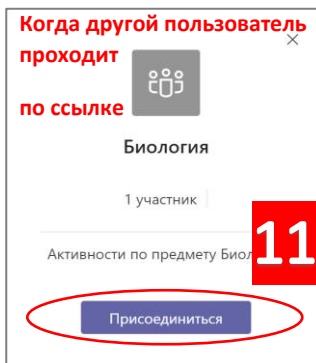 Когда другой пользователь
проходит
по ссылке
Биология
1 участник
Активности по предмету Биол
11
Присоединиться